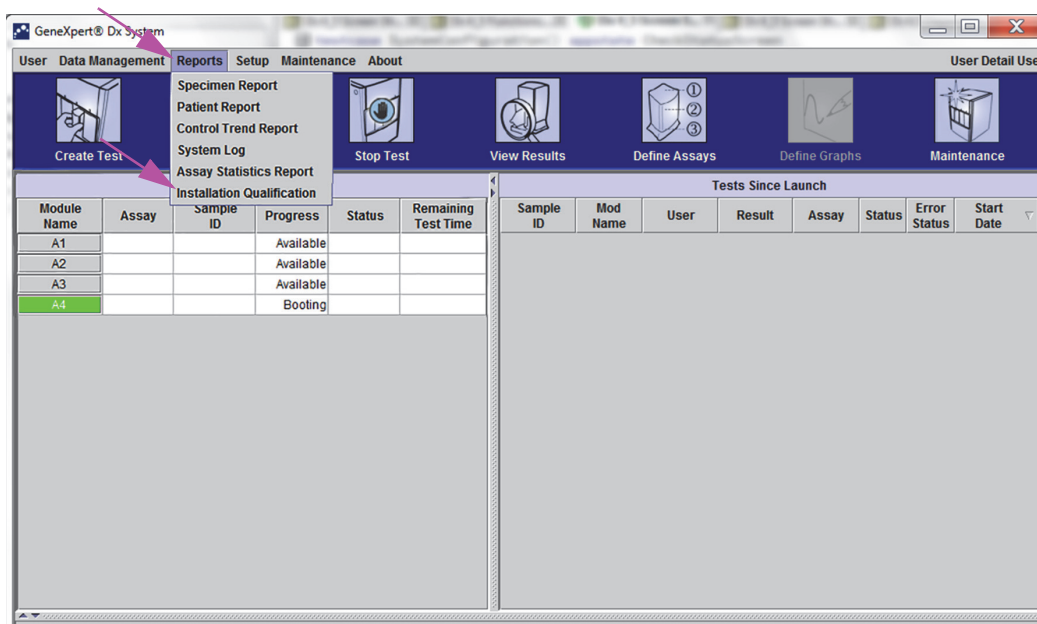 GeneXpert® Dx System
User Data Management Reports Setup Maintenance About User Detail Use
Specimen Report
Patient Report
Control Trend Report
System Log
Assay Statistics Report
Installation Qualification
Create Test Stop Test View Results Define Assays Define Graphs Maintenance
Tests Since Launch
Module Name Assay Sample ID Progress Status Remaining Test Time
A1 Available
A2 Available
A3 Available
A4 Booting
Sample ID Mod Name User Result Assay Status Error Status Start Date